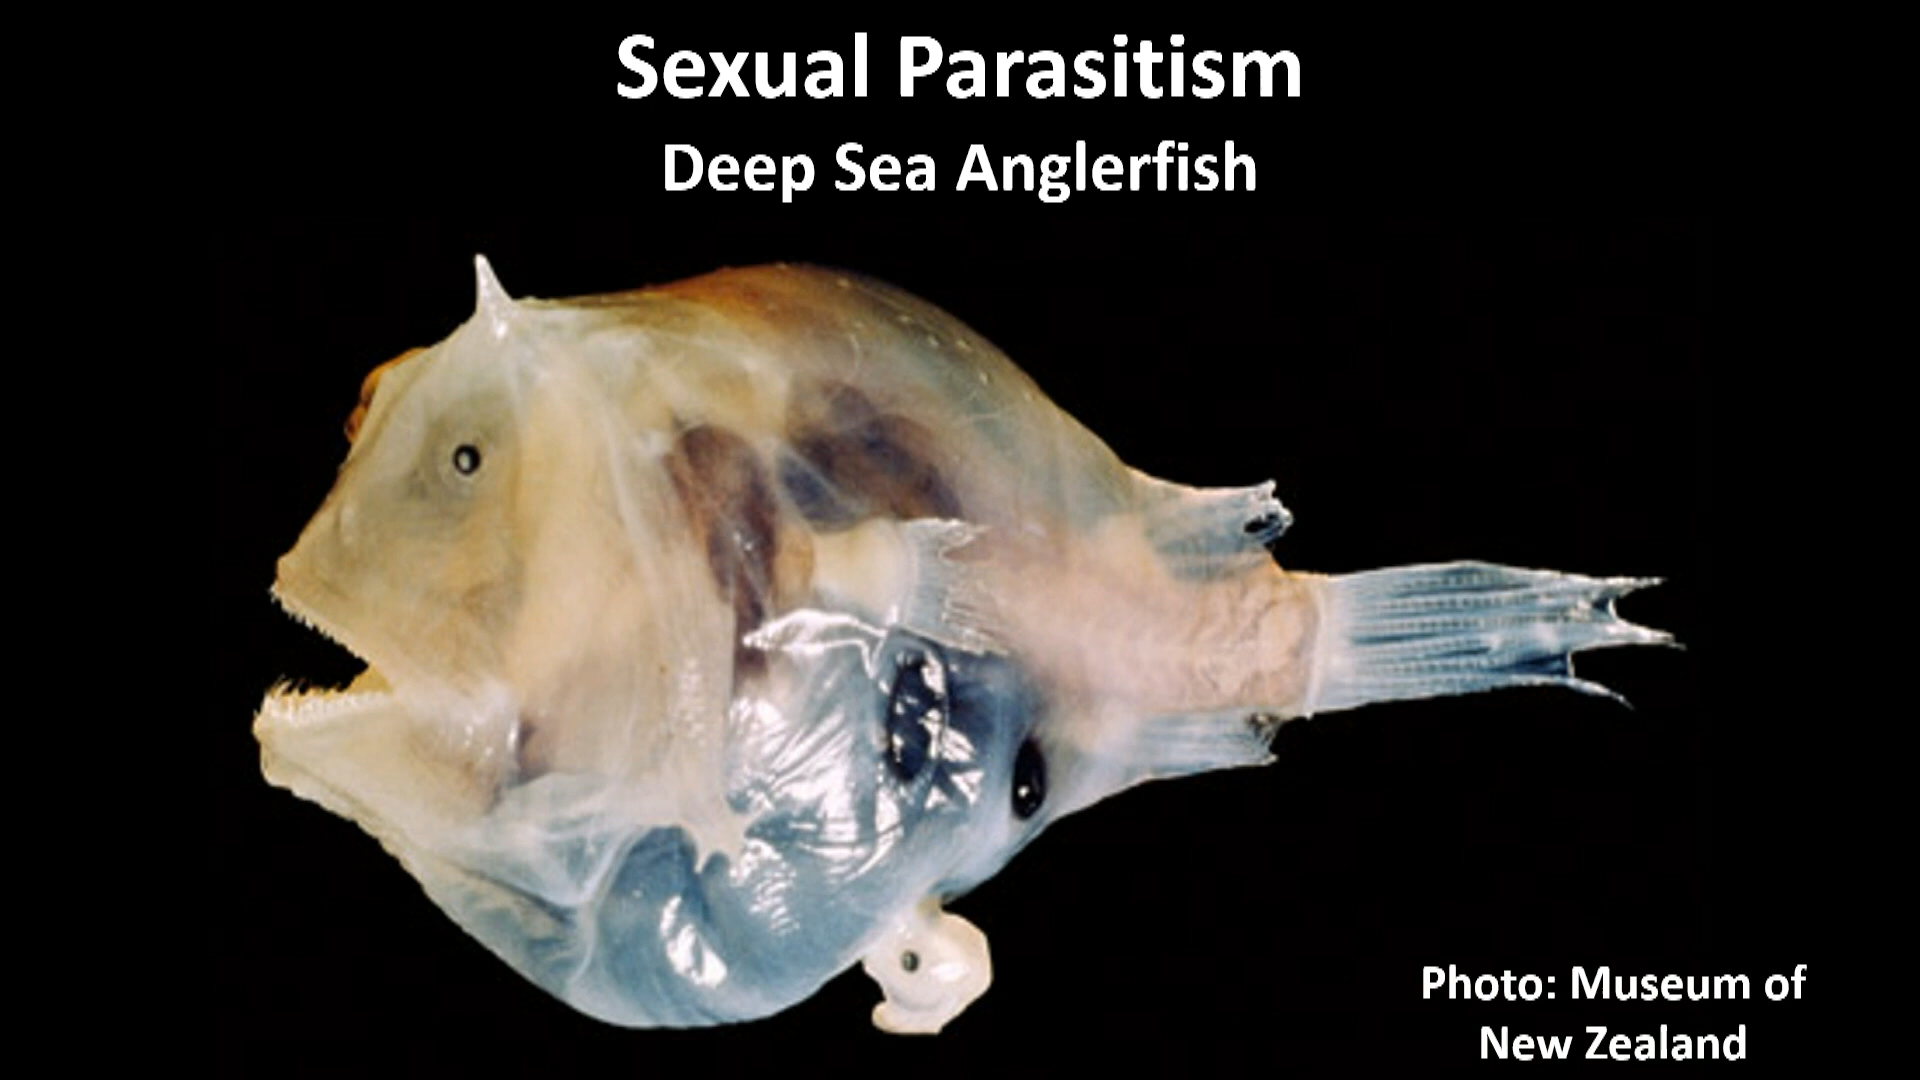 Sexual Parasitism
Deep Sea Anglerfish
Photo: Museum of
New Zealand